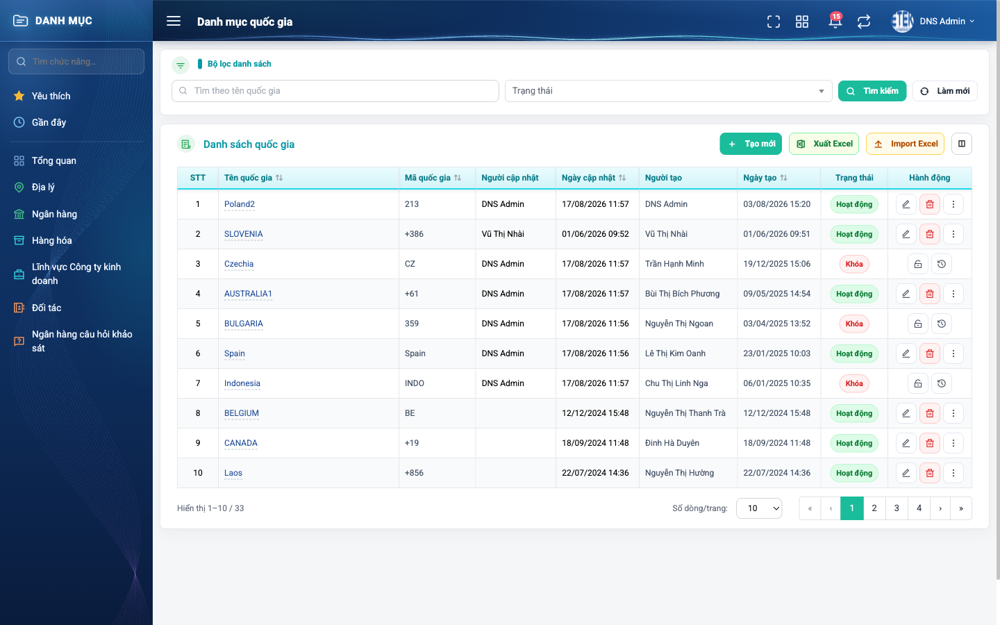 DANH MỤC
Danh mục quốc gia
15
DNS Admin
Tìm chức năng...
Yêu thích
Gần đây
Tổng quan
Địa lý
Ngân hàng
Hàng hóa
Lĩnh vực Công ty kinh
doanh
Đối tác
Ngân hàng câu hỏi khảo
sát
Bộ lọc danh sách
Tìm theo tên quốc gia
Trạng thái
Tìm kiếm
Làm mới
Danh sách quốc gia
Tạo mới
Xuất Excel
Import Excel
STT Tên quốc gia Mã quốc gia Người cập nhật Ngày cập nhật Người tạo Ngày tạo Trạng thái Hành động
1 Poland2 213 DNS Admin 17/08/2026 11:57 DNS Admin 03/08/2026 15:20 Hoạt động
2 SLOVENIA +386 Vũ Thị Nhài 01/06/2026 09:52 Vũ Thị Nhài 01/06/2026 09:51 Hoạt động
3 Czechia CZ DNS Admin 17/08/2026 11:57 Trần Hạnh Minh 19/12/2025 15:06 Khóa
4 AUSTRALIA1 +61 DNS Admin 17/08/2026 11:57 Bùi Thị Bích Phương 09/05/2025 14:54 Hoạt động
5 BULGARIA 359 DNS Admin 17/08/2026 11:56 Nguyễn Thị Ngoan 03/04/2025 13:52 Khóa
6 Spain Spain DNS Admin 17/08/2026 11:56 Lê Thị Kim Oanh 23/01/2025 10:03 Hoạt động
7 Indonesia INDO DNS Admin 17/08/2026 11:57 Chu Thị Linh Nga 06/01/2025 10:35 Khóa
8 BELGIUM BE 12/12/2024 15:48 Nguyễn Thị Thanh Trà 12/12/2024 15:48 Hoạt động
9 CANADA +19 18/09/2024 11:48 Đinh Hà Duyên 18/09/2024 11:48 Hoạt động
10 Laos +856 22/07/2024 14:36 Nguyễn Thị Hường 22/07/2024 14:36 Hoạt động
Hiển thị 1–10 / 33
Số dòng/trang: 10 « ‹ 1 2 3 4 › »